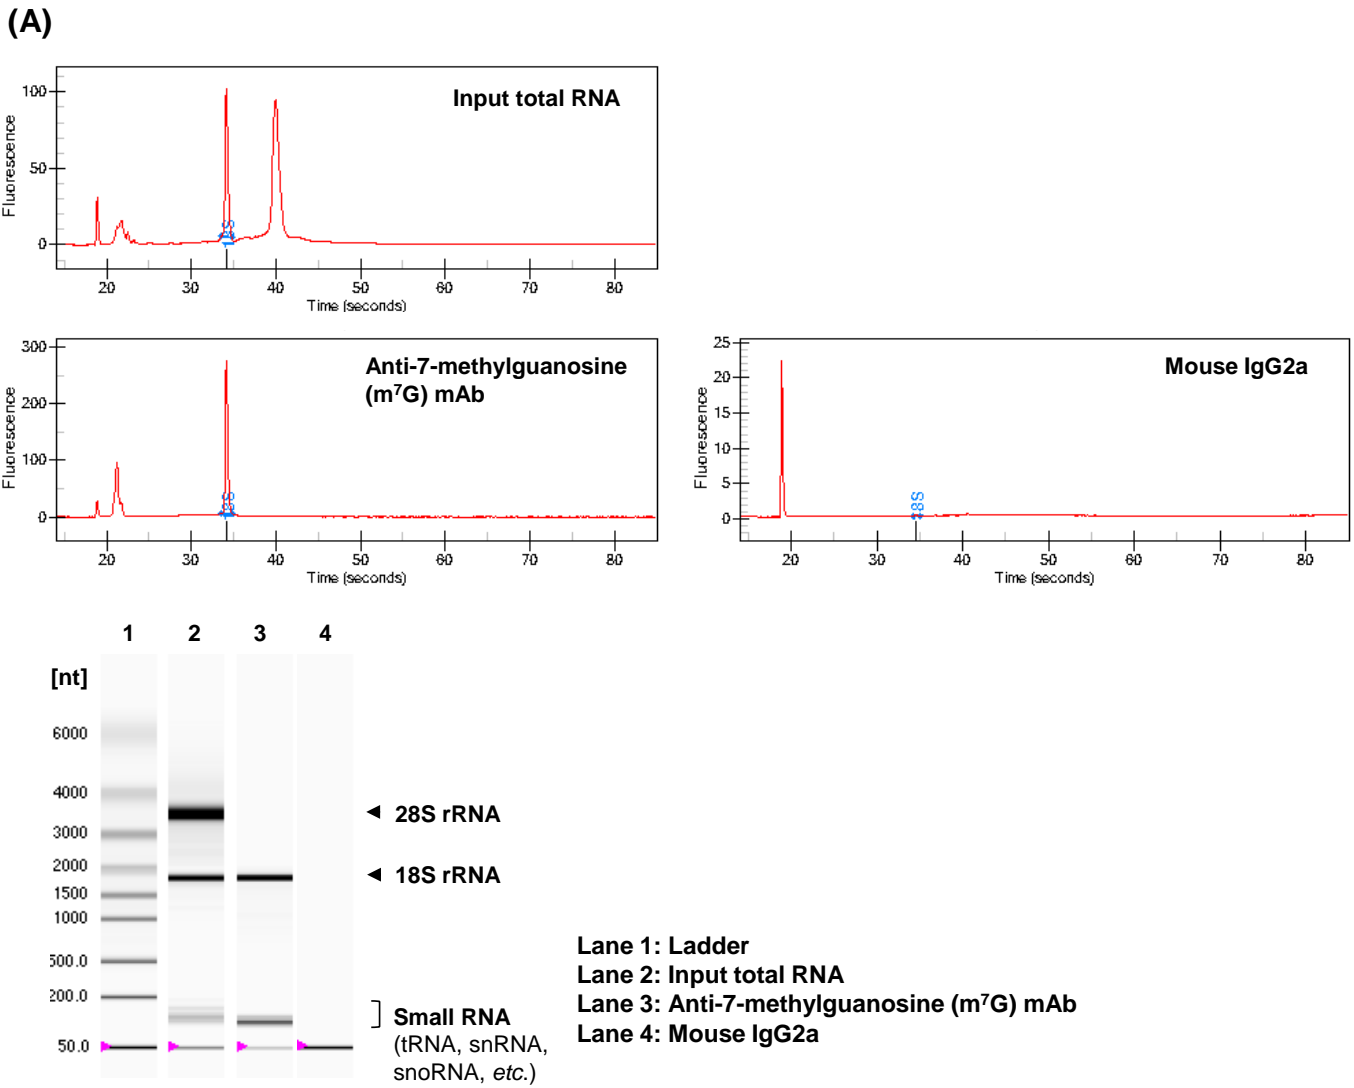 (A)
Input total RNA
100
50
0
Fluorescence
18S
20 30 40 50 60 70 80
Time (seconds)
Anti-7-methylguanosine
(m⁷G) mAb
300
200
100
0
Fluorescence
18S
20 30 40 50 60 70 80
Time (seconds)
Mouse IgG2a
25
20
15
10
5
0
Fluorescence
18S
20 30 40 50 60 70 80
Time (seconds)
1 2 3 4
[nt]
6000
4000
3000
2000
1500
1000
500.0
200.0
50.0
28S rRNA
18S rRNA
Small RNA
(tRNA, snRNA,
snoRNA, etc.)
Lane 1: Ladder
Lane 2: Input total RNA
Lane 3: Anti-7-methylguanosine (m⁷G) mAb
Lane 4: Mouse IgG2a